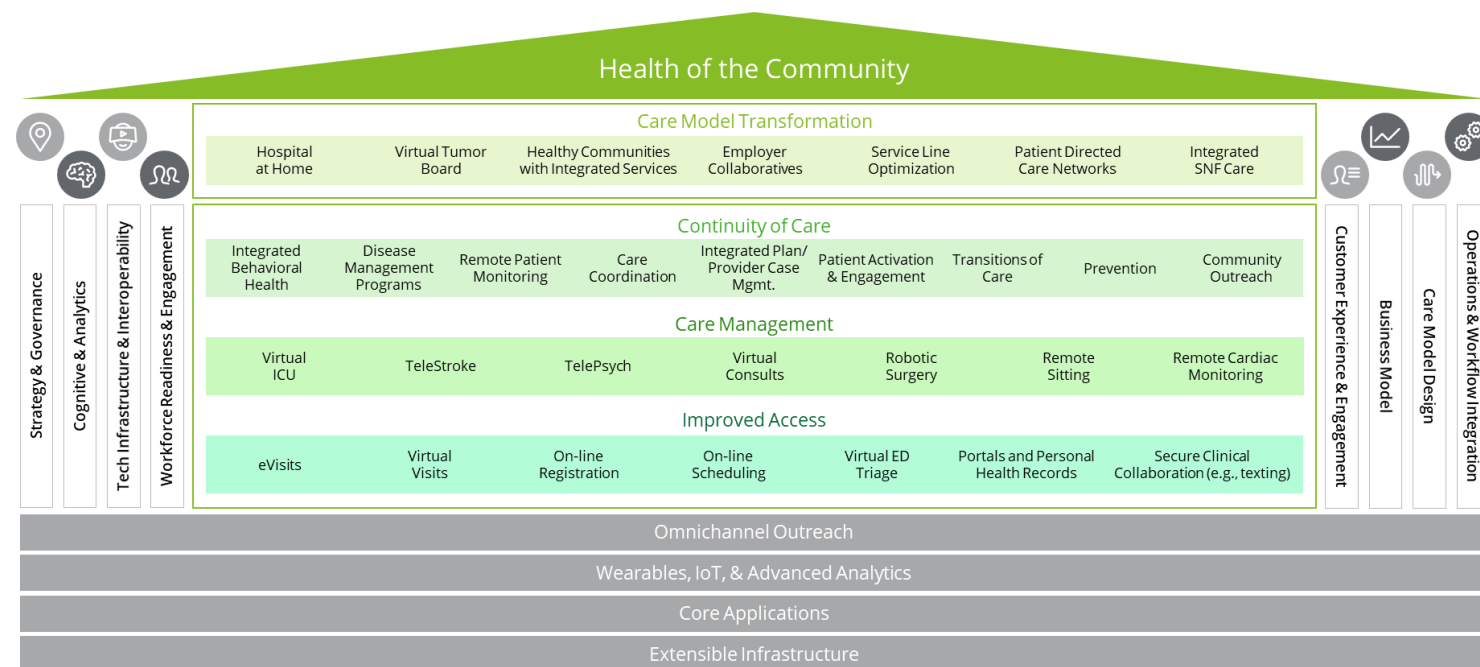 Health of the Community
Care Model Transformation
Hospital
at Home
Virtual Tumor
Board
Healthy Communities
with Integrated Services
Employer
Collaboratives
Service Line
Optimization
Patient Directed
Care Networks
Integrated
SNF Care
Strategy & Governance
Cognitive & Analytics
Tech Infrastructure & Interoperability
Workforce Readiness & Engagement
Continuity of Care
Integrated
Behavioral
Health
Disease
Management
Programs
Remote Patient
Monitoring
Care
Coordination
Integrated Plan/
Provider Case
Mgmt.
Patient Activation
& Engagement
Transitions of
Care
Prevention
Community
Outreach
Care Management
Virtual
ICU
TeleStroke
TelePsych
Virtual
Consults
Robotic
Surgery
Remote
Sitting
Remote Cardiac
Monitoring
Improved Access
eVisits
Virtual
Visits
On-line
Registration
On-line
Scheduling
Virtual ED
Triage
Portals and Personal
Health Records
Secure Clinical
Collaboration (e.g., texting)
Customer Experience & Engagement
Business Model
Care Model Design
Operations & Workflow Integration
Omnichannel Outreach
Wearables, IoT, & Advanced Analytics
Core Applications
Extensible Infrastructure